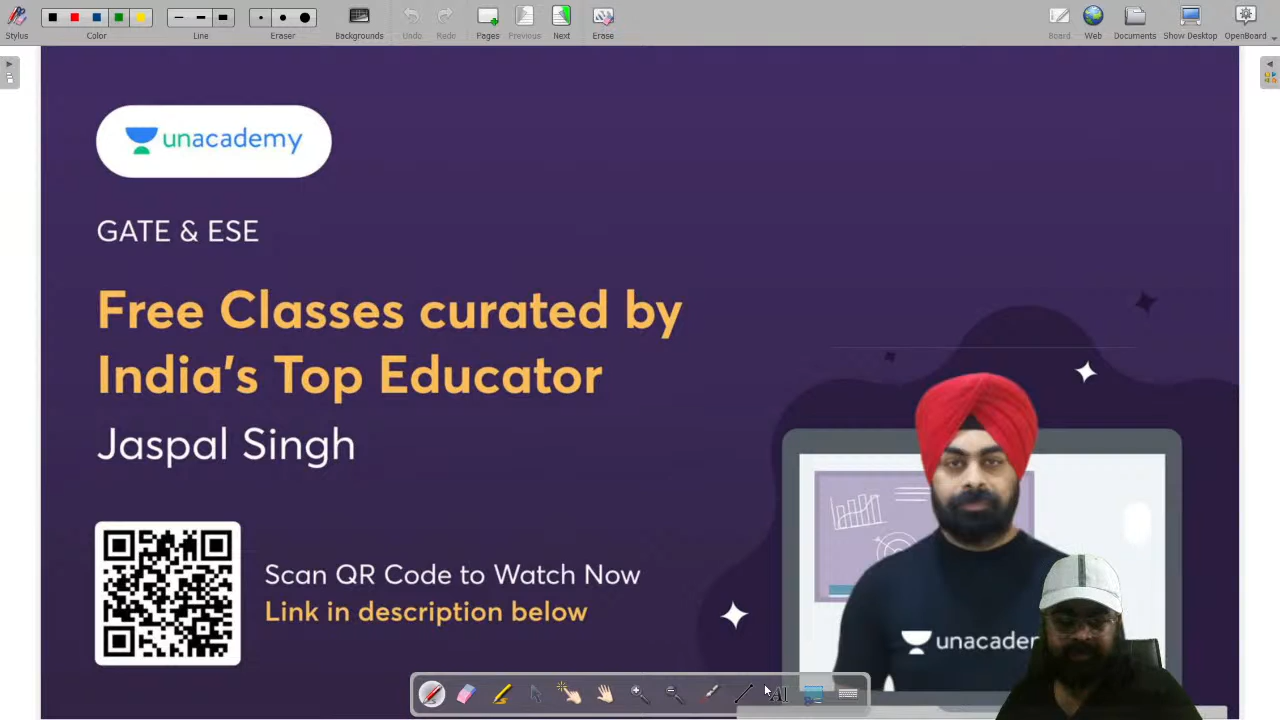 Stylus
Color
Line
Eraser
Backgrounds
Undo
Redo
Pages
Previous
Next
Erase
Board
Web
Documents
Show Desktop
OpenBoard
unacademy
GATE & ESE
Free Classes curated by
India's Top Educator
Jaspal Singh
Scan QR Code to Watch Now
Link in description below
unacadem
AI